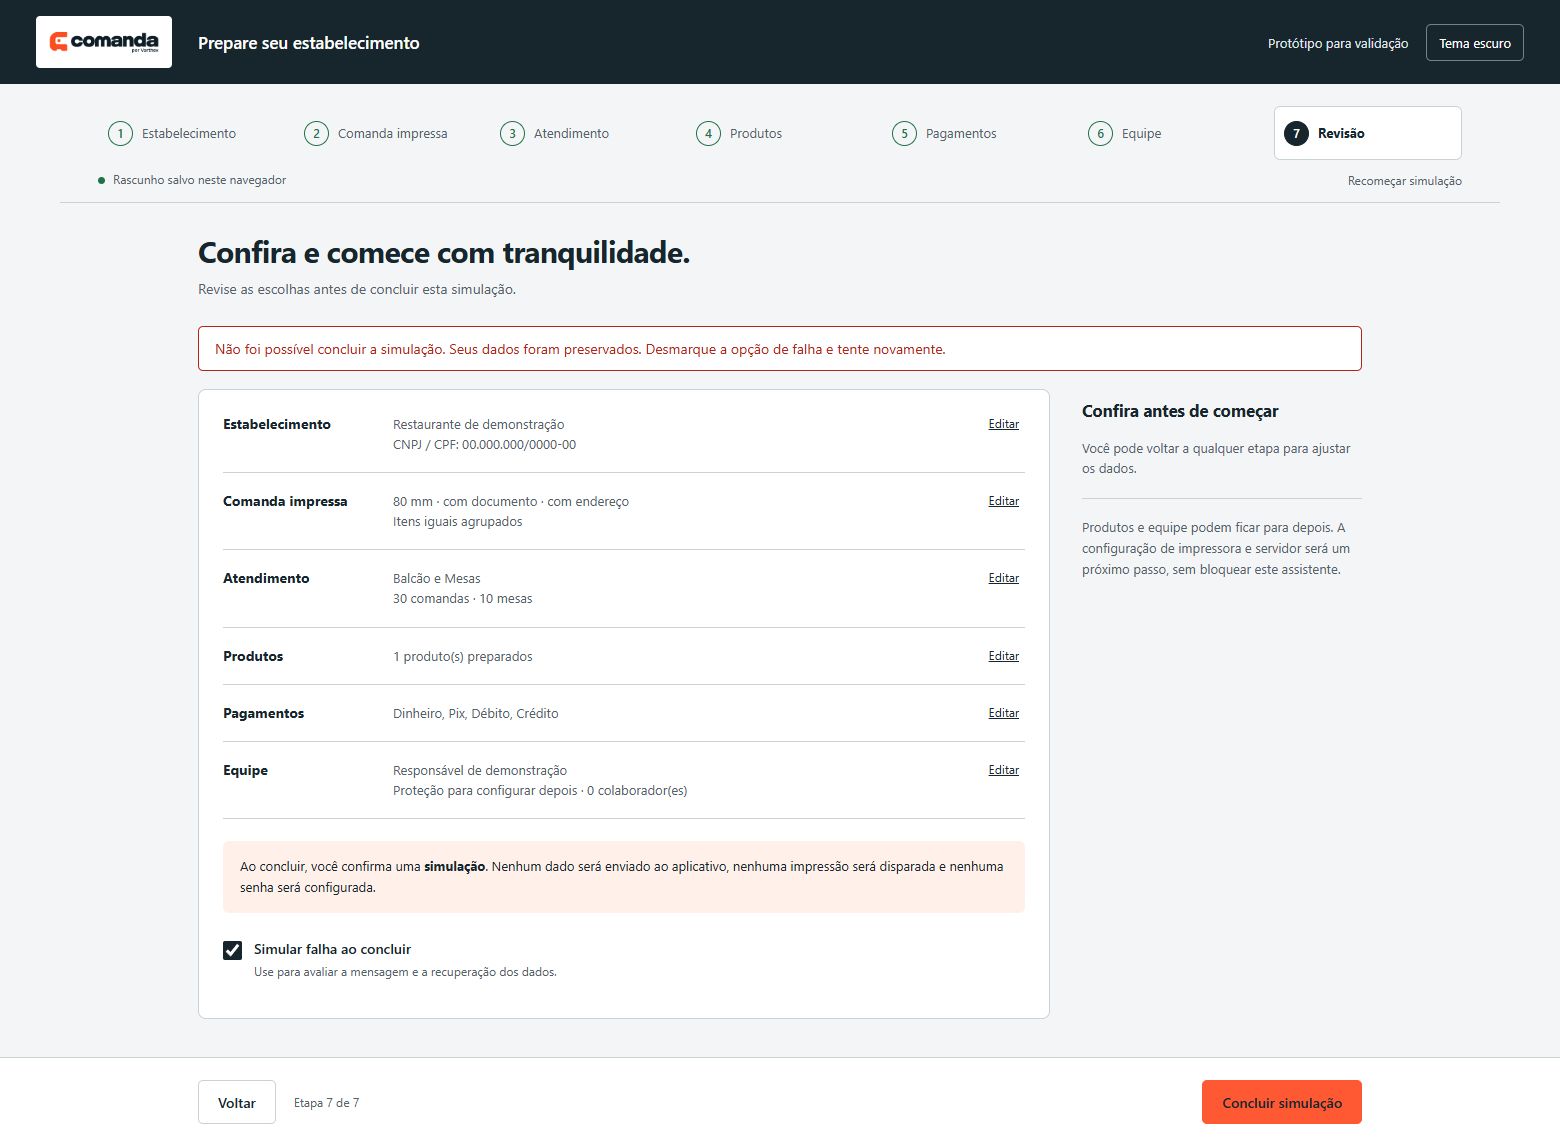 comanda
por Vorthex
Prepare seu estabelecimento
Protótipo para validação
Tema escuro
1 Estabelecimento
2 Comanda impressa
3 Atendimento
4 Produtos
5 Pagamentos
6 Equipe
7 Revisão
Rascunho salvo neste navegador
Recomeçar simulação
Confira e comece com tranquilidade.
Revise as escolhas antes de concluir esta simulação.
Não foi possível concluir a simulação. Seus dados foram preservados. Desmarque a opção de falha e tente novamente.
Estabelecimento
Restaurante de demonstração
CNPJ / CPF: 00.000.000/0000-00
Editar
Comanda impressa
80 mm · com documento · com endereço
Itens iguais agrupados
Editar
Atendimento
Balcão e Mesas
30 comandas · 10 mesas
Editar
Produtos
1 produto(s) preparados
Editar
Pagamentos
Dinheiro, Pix, Débito, Crédito
Editar
Equipe
Responsável de demonstração
Proteção para configurar depois · 0 colaborador(es)
Editar
Ao concluir, você confirma uma simulação. Nenhum dado será enviado ao aplicativo, nenhuma impressão será disparada e nenhuma
senha será configurada.
Simular falha ao concluir
Use para avaliar a mensagem e a recuperação dos dados.
Confira antes de começar
Você pode voltar a qualquer etapa para ajustar
os dados.
Produtos e equipe podem ficar para depois. A
configuração de impressora e servidor será um
próximo passo, sem bloquear este assistente.
Voltar
Etapa 7 de 7
Concluir simulação